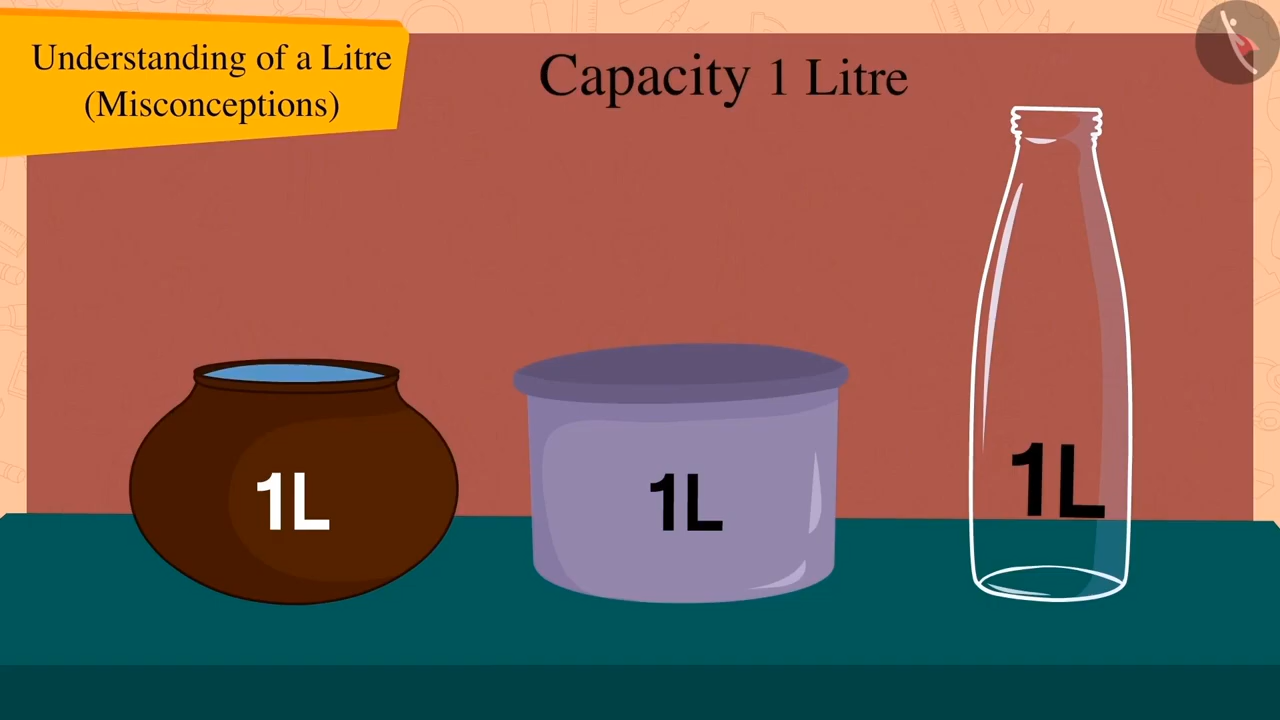 Understanding of a Litre
(Misconceptions)
Capacity 1 Litre
1L
1L
1L